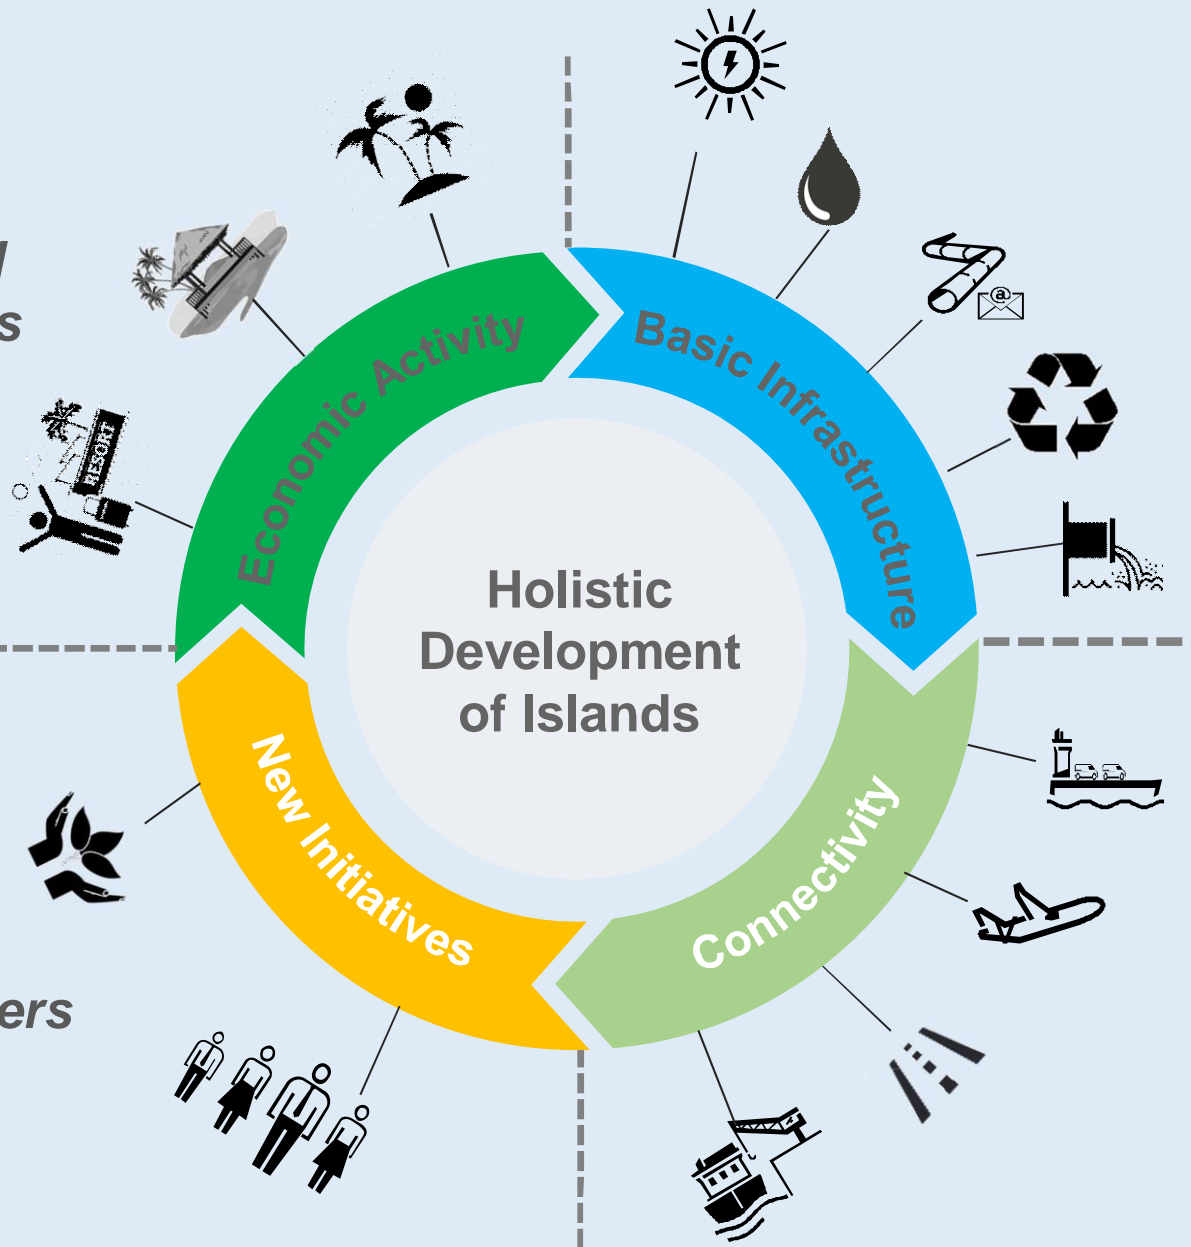 s
Economic Activity
Basic Infrastructure
RESORT
@
Holistic
Development
of Islands
New Initiatives
Connectivity
ers